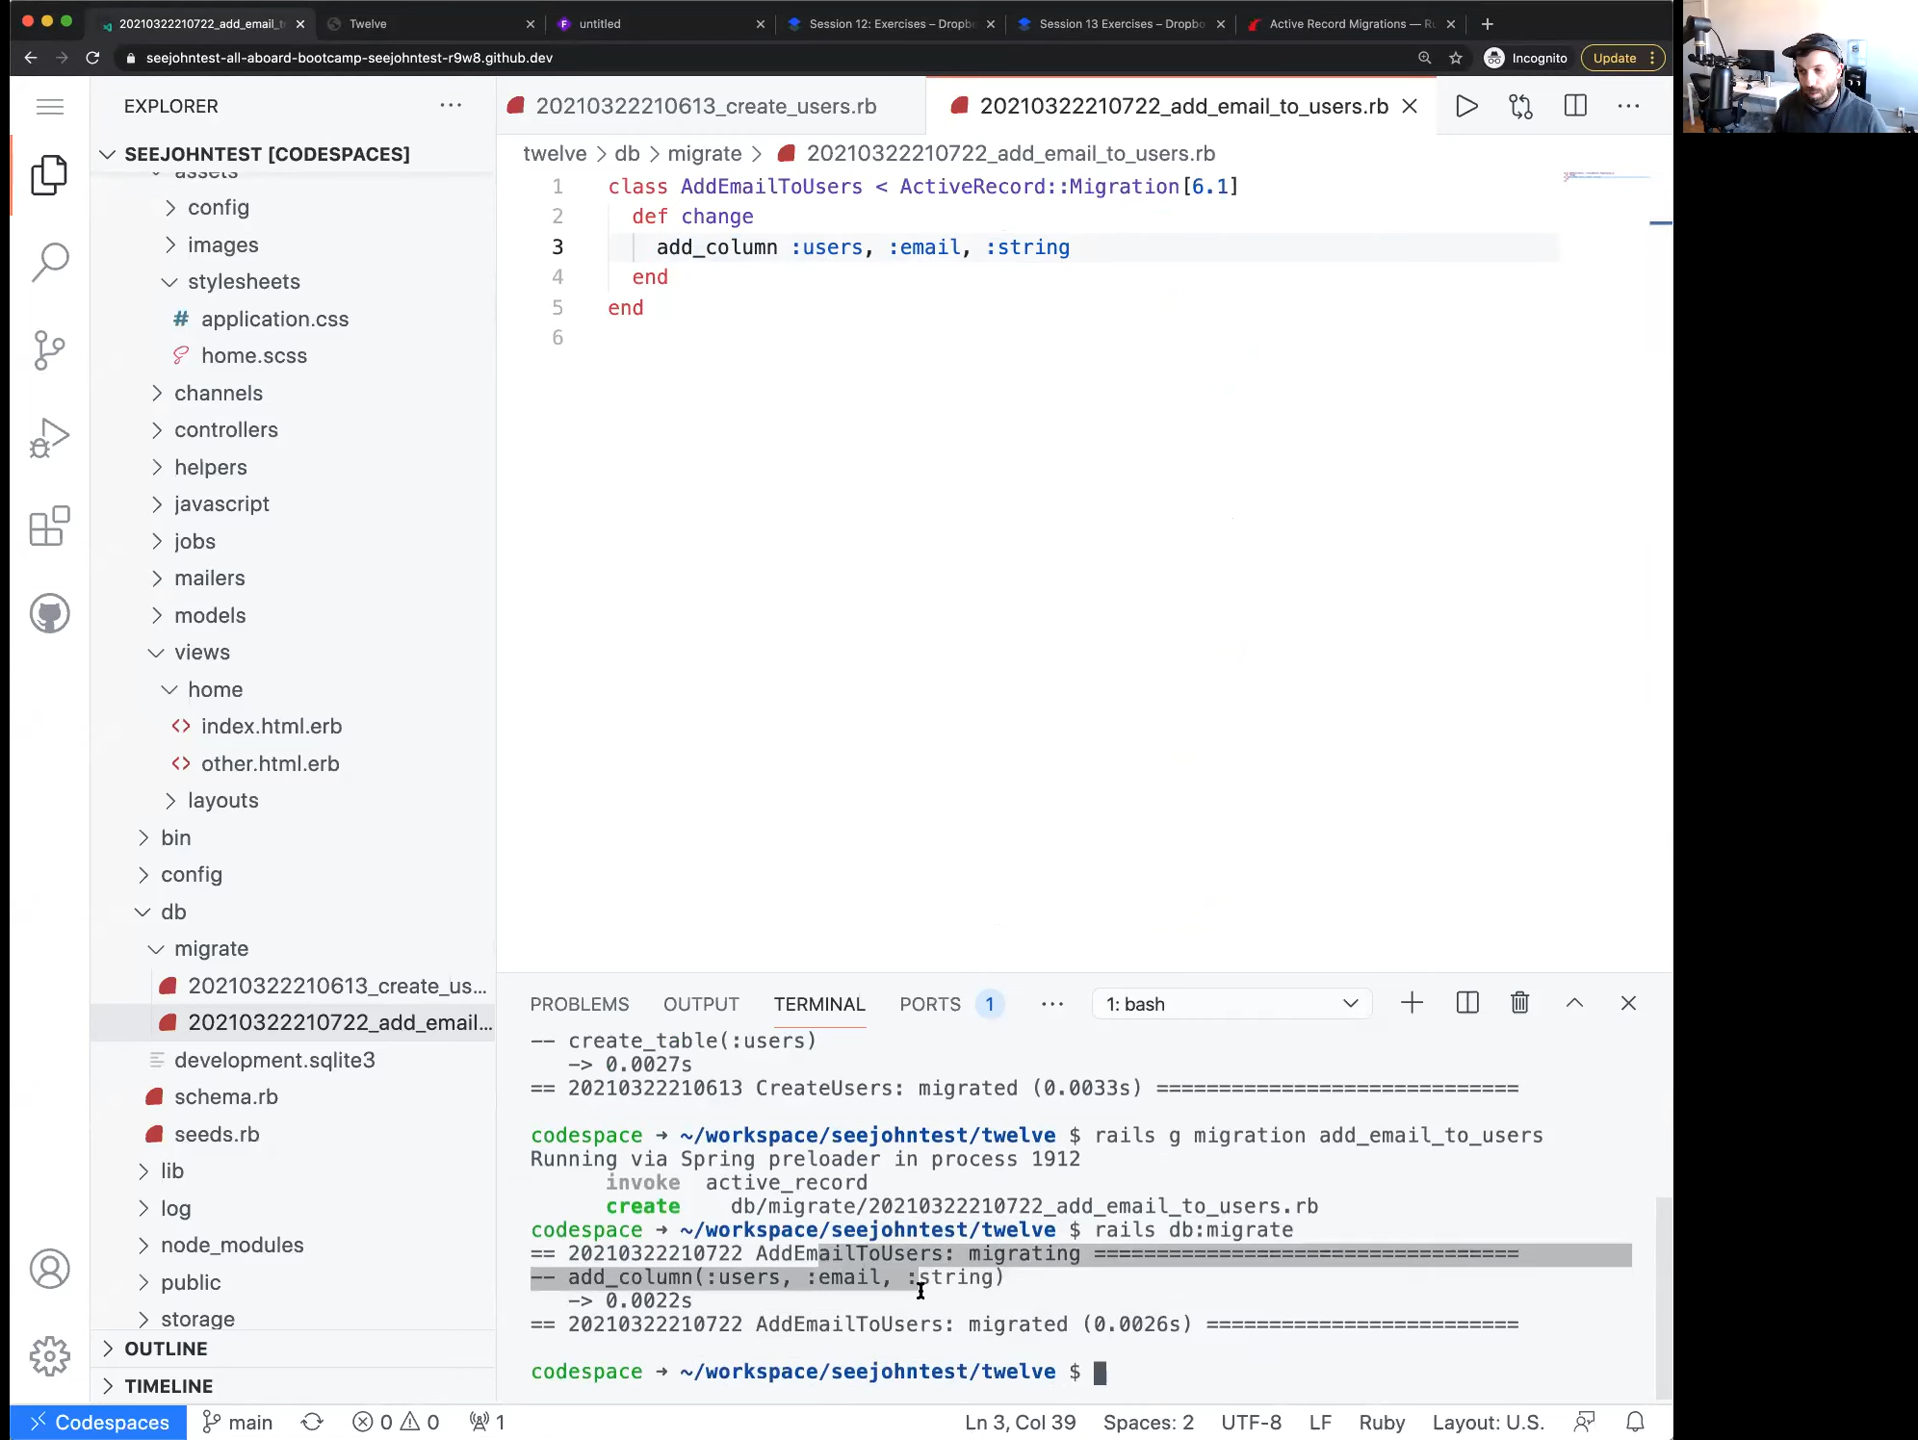 20210322210722_add_email_t
Twelve
untitled
Session 12: Exercises – Dropb
Session 13 Exercises – Dropbo
Active Record Migrations — R
seejohntest-all-aboard-bootcamp-seejohntest-r9w8.github.dev
Incognito
Update
EXPLORER
20210322210613_create_users.rb
20210322210722_add_email_to_users.rb
SEEJOHNTEST [CODESPACES]
twelve > db > migrate > 20210322210722_add_email_to_users.rb
assets
config
images
stylesheets
application.css
home.scss
channels
controllers
helpers
javascript
jobs
mailers
models
views
home
index.html.erb
other.html.erb
layouts
bin
config
db
migrate
20210322210613_create_us...
20210322210722_add_email...
development.sqlite3
schema.rb
seeds.rb
lib
log
node_modules
public
storage
OUTLINE
TIMELINE
1 class AddEmailToUsers < ActiveRecord::Migration[6.1]
2 def change
3 add_column :users, :email, :string
4 end
5 end
6
PROBLEMS OUTPUT TERMINAL PORTS 1 ... 1: bash
-- create_table(:users)
-> 0.0027s
== 20210322210613 CreateUsers: migrated (0.0033s) =============================
codespace ➜ ~/workspace/seejohntest/twelve $ rails g migration add_email_to_users
Running via Spring preloader in process 1912
invoke active_record
create db/migrate/20210322210722_add_email_to_users.rb
codespace ➜ ~/workspace/seejohntest/twelve $ rails db:migrate
== 20210322210722 AddEmailToUsers: migrating ==================================
-- add_column(:users, :email, :string)
-> 0.0022s
== 20210322210722 AddEmailToUsers: migrated (0.0026s) =========================
codespace ➜ ~/workspace/seejohntest/twelve $
Codespaces main 0 0 1 Ln 3, Col 39 Spaces: 2 UTF-8 LF Ruby Layout: U.S.